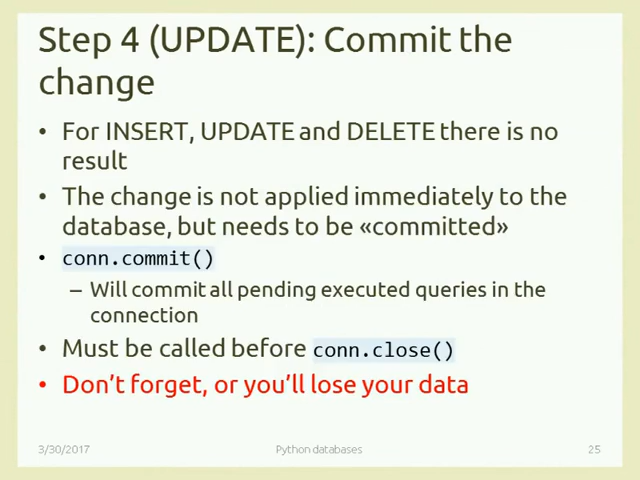 Step 4 (UPDATE): Commit the
change
• For INSERT, UPDATE and DELETE there is no
result
• The change is not applied immediately to the
database, but needs to be «committed»
• conn.commit()
– Will commit all pending executed queries in the
connection
• Must be called before conn.close()
• Don't forget, or you'll lose your data
3/30/2017 Python databases 25